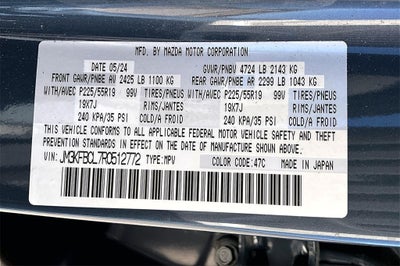 MFD. BY MAZDA MOTOR CORPORATION
DATE 05/24 GVWR/PNBV 4724 LB 2143 KG
FRONT GAWR/PNBE AV 2425 LB 1100 KG REAR GAWR/PNBE AR 2299 LB 1043 KG
WITH/AVEC P225/55R19 99V TIRES/PNEUS WITH/AVEC P225/55R19 99V TIRES/PNEUS
19X7J RIMS/JANTES 19X7J RIMS/JANTES
240 KPA/35 PSI COLD/A FROID 240 KPA/35 PSI COLD/A FROID
THIS VEHICLE CONFORMS TO ALL APPLICABLE FEDERAL MOTOR VEHICLE SAFETY AND THEFT
PREVENTION STANDARDS IN EFFECT ON THE DATE OF MANUFACTURE SHOWN ABOVE.
VIN: JM3KFBCL7R0512772 TYPE:MPV COLOR CODE:47C MADE IN JAPAN